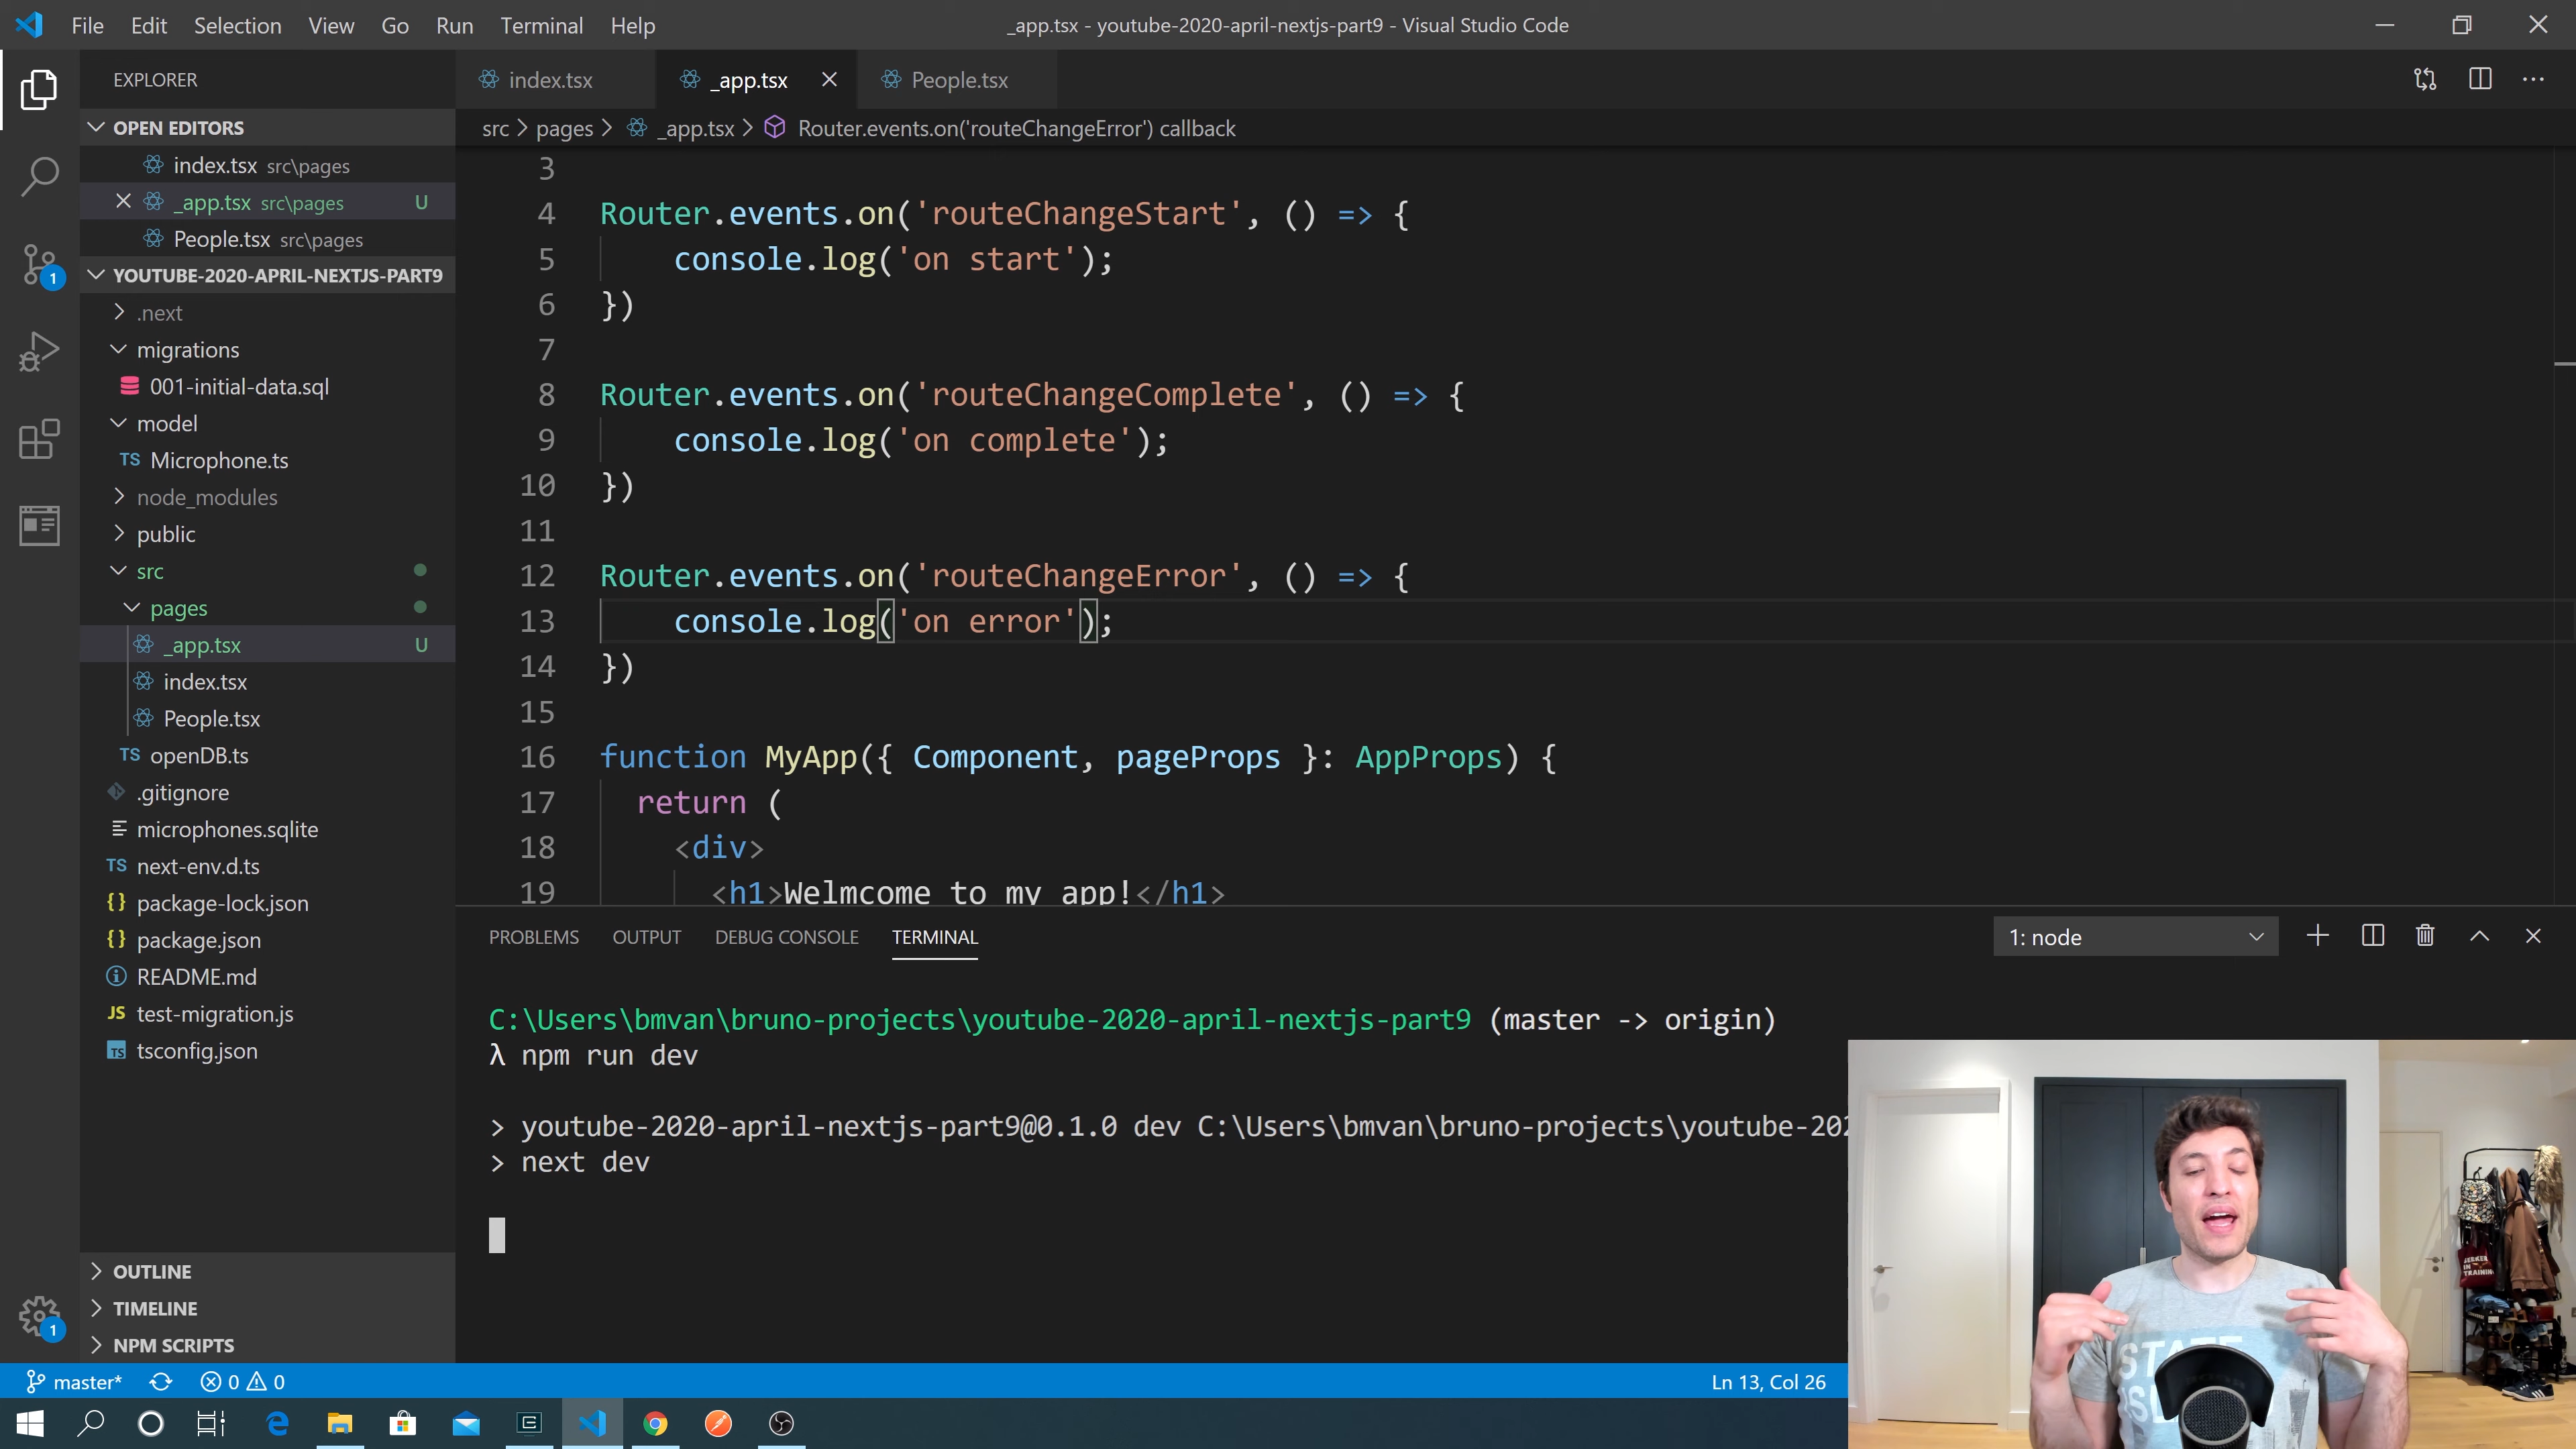 File Edit Selection View Go Run Terminal Help
_app.tsx - youtube-2020-april-nextjs-part9 - Visual Studio Code
EXPLORER
OPEN EDITORS
index.tsx src\pages
_app.tsx src\pages U
People.tsx src\pages
YOUTUBE-2020-APRIL-NEXTJS-PART9
.next
migrations
001-initial-data.sql
model
TS Microphone.ts
node_modules
public
src
pages
_app.tsx U
index.tsx
People.tsx
TS openDB.ts
.gitignore
microphones.sqlite
TS next-env.d.ts
{} package-lock.json
{} package.json
README.md
JS test-migration.js
TS tsconfig.json
OUTLINE
TIMELINE
NPM SCRIPTS
1
1
index.tsx _app.tsx People.tsx
src > pages > _app.tsx > Router.events.on('routeChangeError') callback
3
4 Router.events.on('routeChangeStart', () => {
5 console.log('on start');
6 })
7
8 Router.events.on('routeChangeComplete', () => {
9 console.log('on complete');
10 })
11
12 Router.events.on('routeChangeError', () => {
13 console.log('on error');
14 })
15
16 function MyApp({ Component, pageProps }: AppProps) {
17 return (
18 <div>
19 <h1>Welmcome to my app!</h1>
PROBLEMS OUTPUT DEBUG CONSOLE TERMINAL 1: node
C:\Users\bmvan\bruno-projects\youtube-2020-april-nextjs-part9 (master -> origin)
λ npm run dev
> youtube-2020-april-nextjs-part9@0.1.0 dev C:\Users\bmvan\bruno-projects\youtube-202
> next dev
master* 0 0 Ln 13, Col 26